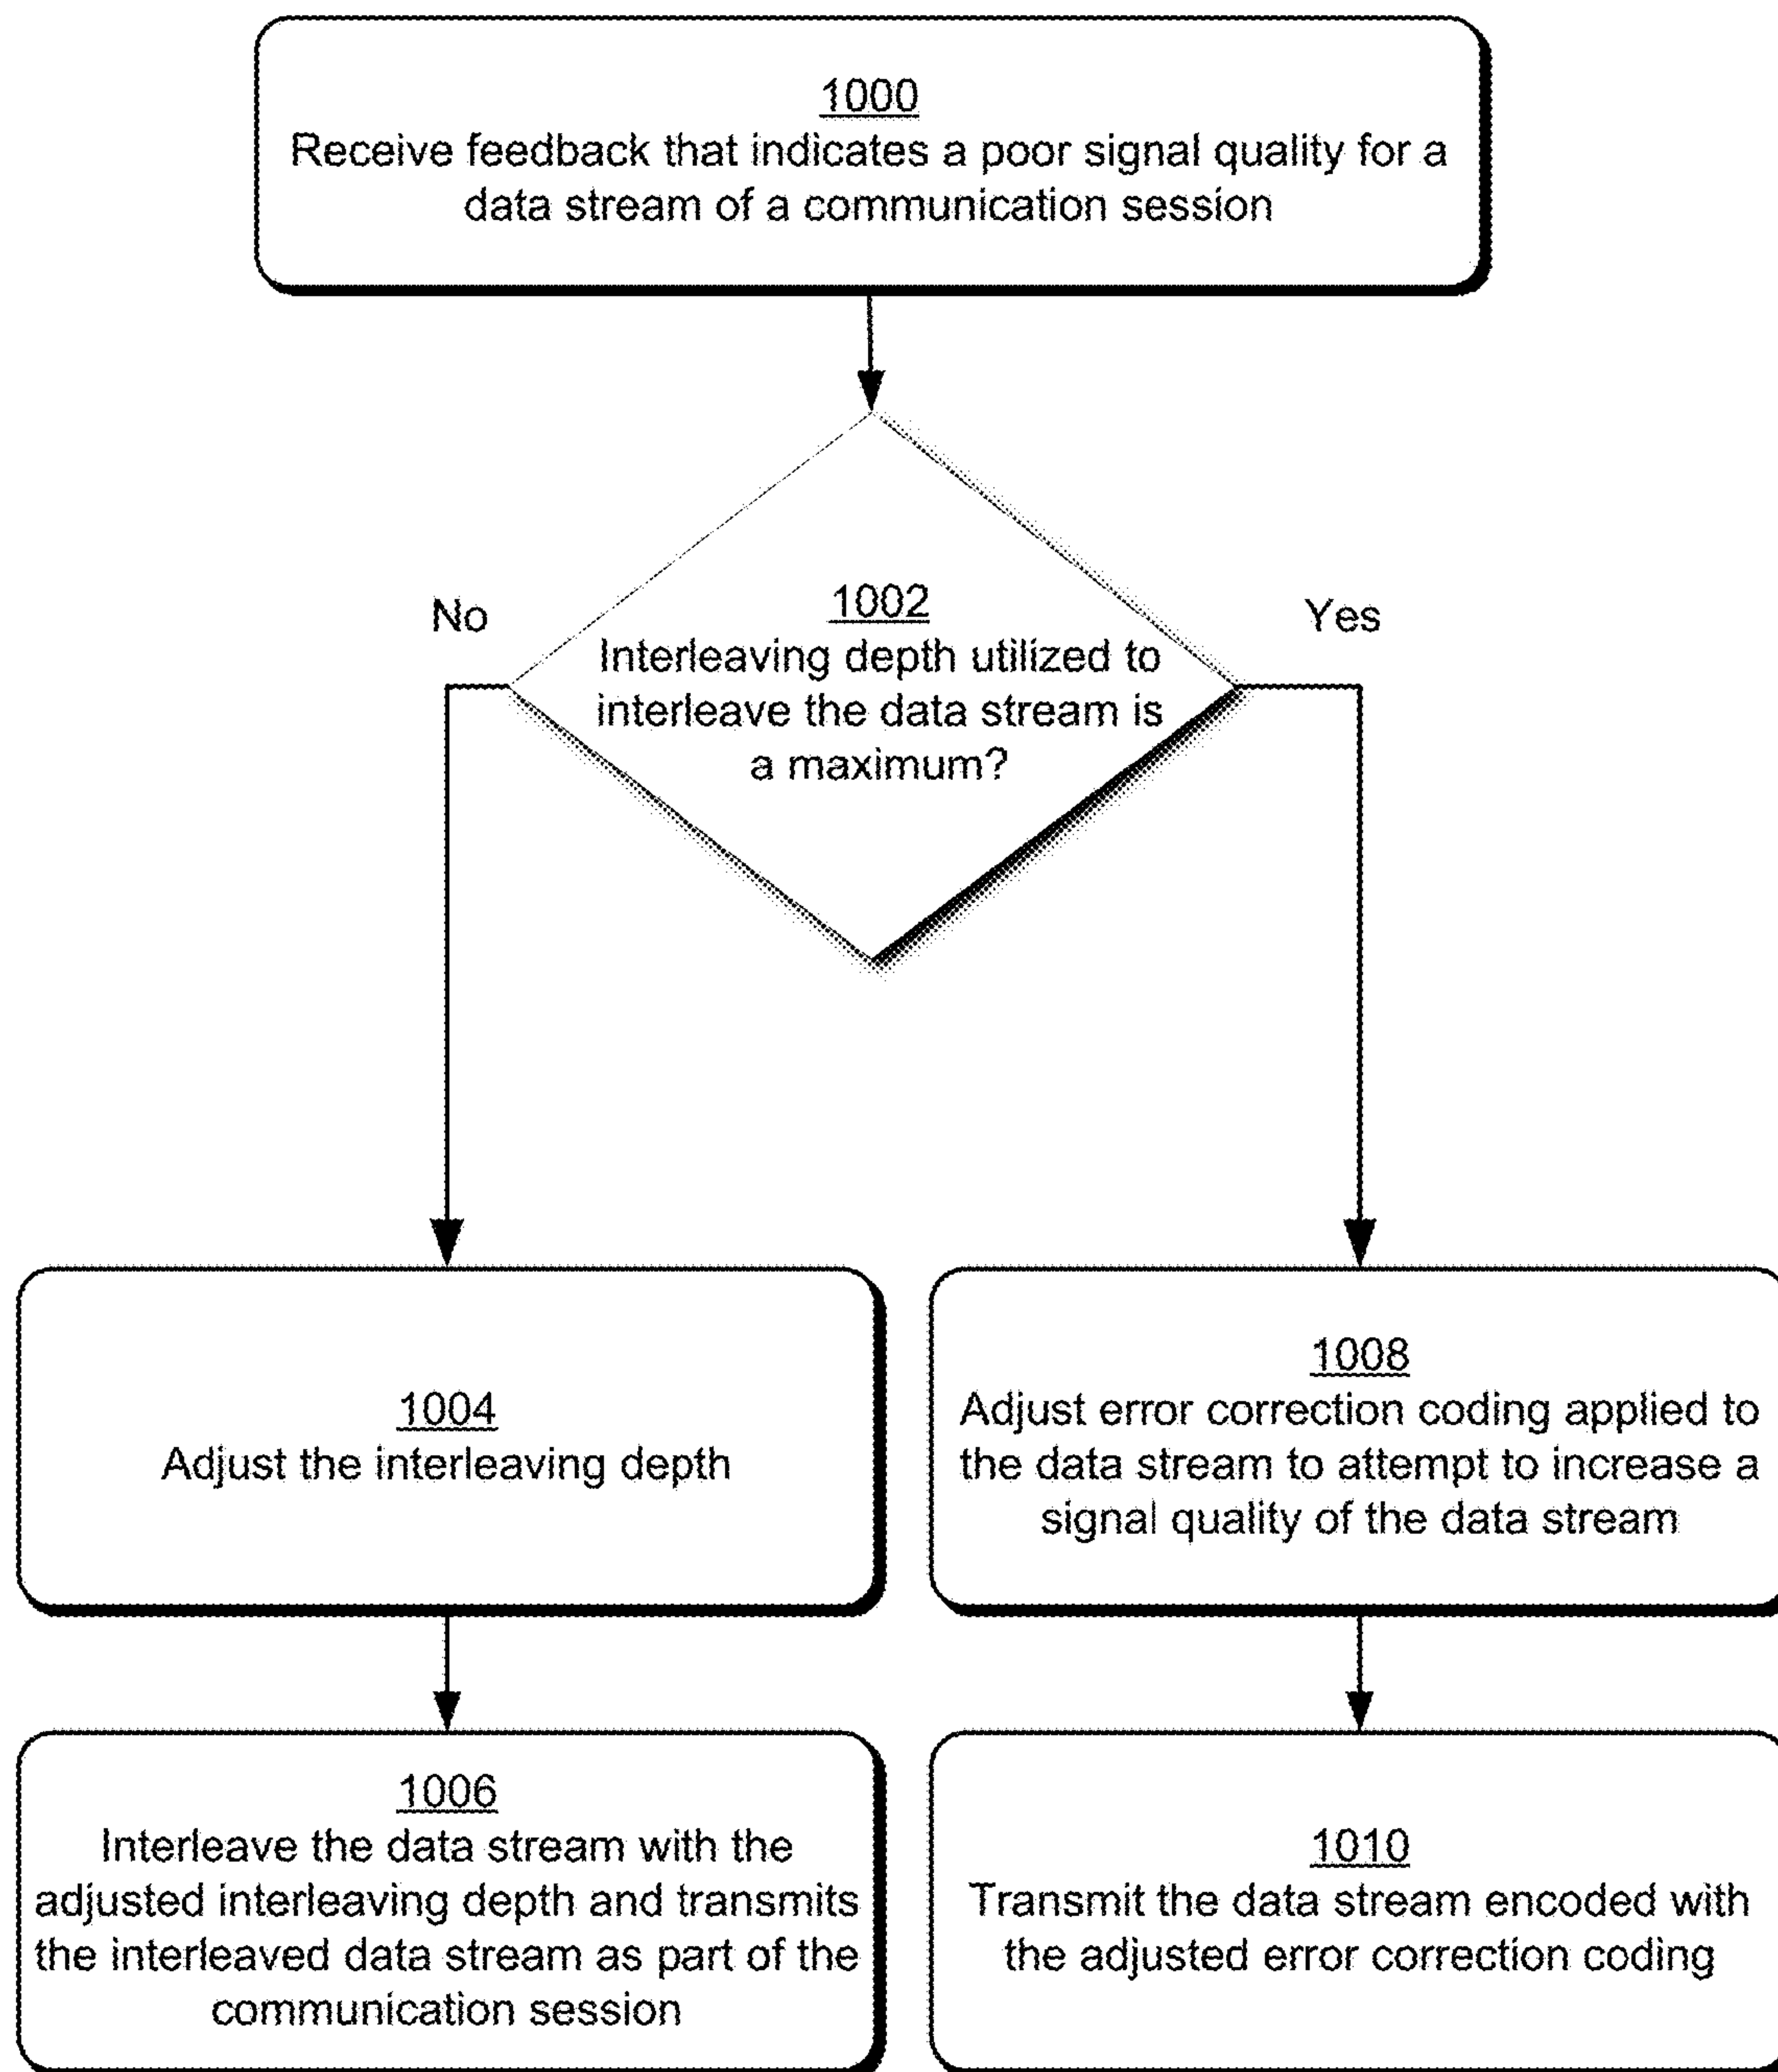 1000
Receive feedback that indicates a poor signal quality for a
data stream of a communication session
No
1002
Interleaving depth utilized to
interleave the data stream is
a maximum?
Yes
1004
Adjust the interleaving depth
1008
Adjust error correction coding applied to
the data stream to attempt to increase a
signal quality of the data stream
1006
Interleave the data stream with the
adjusted interleaving depth and transmits
the interleaved data stream as part of the
communication session
1010
Transmit the data stream encoded with
the adjusted error correction coding